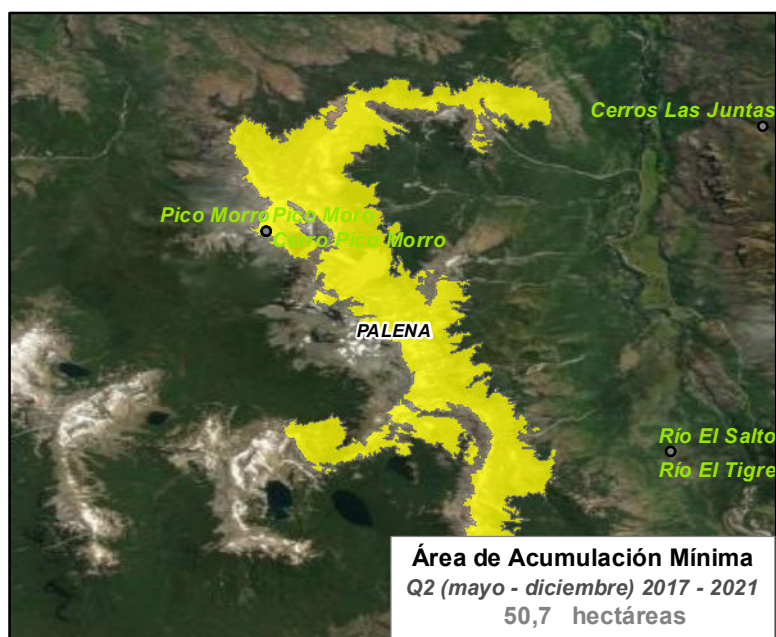 Cerros Las Juntas
Pico Morro Pico Moro
Cerro Pico Morro
PALENA
Río El Salto
Río El Tigre
Área de Acumulación Mínima
Q2 (mayo - diciembre) 2017 - 2021
50,7 hectáreas